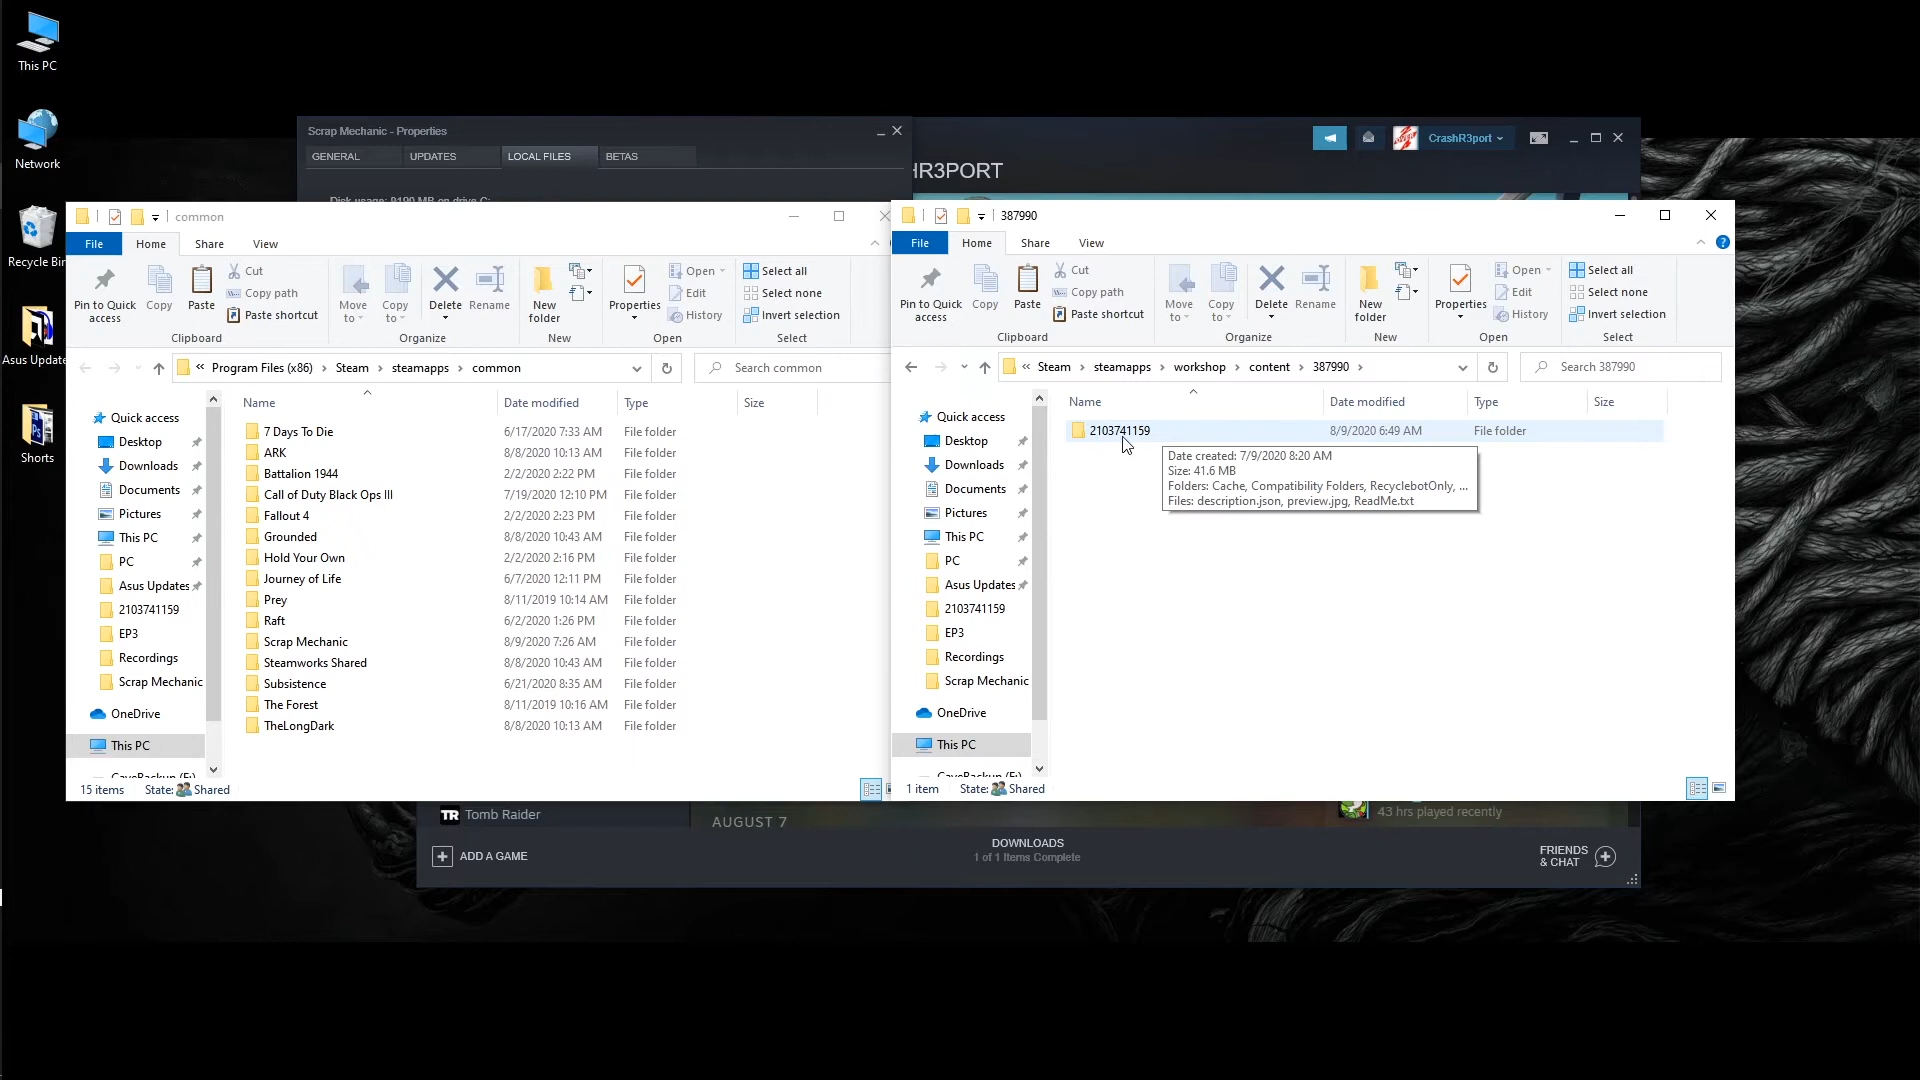 This PC
Network
Recycle Bin
Asus Update
Shorts
Scrap Mechanic - Properties
GENERAL
UPDATES
LOCAL FILES
BETAS
Disk usage: 9190 MB on drive C:
CrashR3port
HR3PORT
common
File
Home
Share
View
Pin to Quick access
Copy
Paste
Cut
Copy path
Paste shortcut
Clipboard
Move to
Copy to
Delete
Rename
Organize
New folder
New
Properties
Open
Edit
History
Open
Select all
Select none
Invert selection
Select
« Program Files (x86) › Steam › steamapps › common
Search common
Quick access
Desktop
Downloads
Documents
Pictures
This PC
PC
Asus Updates
2103741159
EP3
Recordings
Scrap Mechanic
OneDrive
This PC
CaveBackup (F:)
Name Date modified Type Size
7 Days To Die 6/17/2020 7:33 AM File folder
ARK 8/8/2020 10:13 AM File folder
Battalion 1944 2/2/2020 2:22 PM File folder
Call of Duty Black Ops III 7/19/2020 12:10 PM File folder
Fallout 4 2/2/2020 2:23 PM File folder
Grounded 8/8/2020 10:43 AM File folder
Hold Your Own 2/2/2020 2:16 PM File folder
Journey of Life 6/7/2020 12:11 PM File folder
Prey 8/11/2019 10:14 AM File folder
Raft 6/2/2020 1:26 PM File folder
Scrap Mechanic 8/9/2020 7:26 AM File folder
Steamworks Shared 8/8/2020 10:43 AM File folder
Subsistence 6/21/2020 8:35 AM File folder
The Forest 8/11/2019 10:16 AM File folder
TheLongDark 8/8/2020 10:13 AM File folder
15 items State: Shared
387990
File
Home
Share
View
Pin to Quick access
Copy
Paste
Cut
Copy path
Paste shortcut
Clipboard
Move to
Copy to
Delete
Rename
Organize
New folder
New
Properties
Open
Edit
History
Open
Select all
Select none
Invert selection
Select
« Steam › steamapps › workshop › content › 387990 ›
Search 387990
Quick access
Desktop
Downloads
Documents
Pictures
This PC
PC
Asus Updates
2103741159
EP3
Recordings
Scrap Mechanic
OneDrive
This PC
CaveBackup (F:)
Name Date modified Type Size
2103741159 8/9/2020 6:49 AM File folder
Date created: 7/9/2020 8:20 AM
Size: 41.6 MB
Folders: Cache, Compatibility Folders, RecyclebotOnly, ...
Files: description.json, preview.jpg, ReadMe.txt
1 item State: Shared
TR Tomb Raider
AUGUST 7
43 hrs played recently
ADD A GAME
DOWNLOADS
1 of 1 Items Complete
FRIENDS
& CHAT